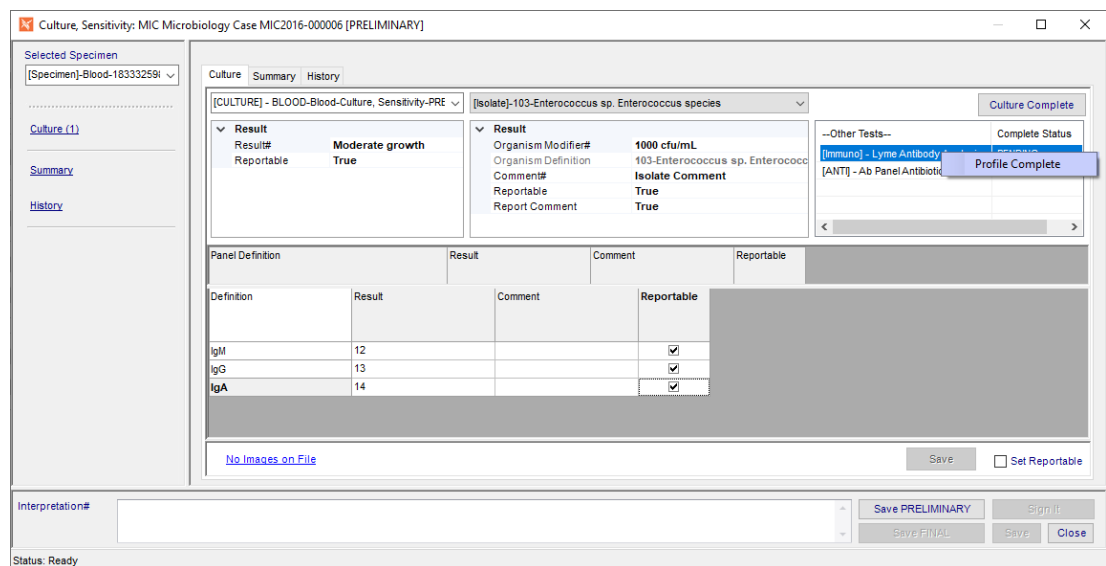 Culture, Sensitivity: MIC Microbiology Case MIC2016-000006 [PRELIMINARY]
Selected Specimen
[Specimen]-Blood-18333259
Culture (1)
Summary
History
Culture Summary History
[CULTURE] - BLOOD-Blood-Culture, Sensitivity-PRE
[Isolate]-103-Enterococcus sp. Enterococcus species
Culture Complete
Result
Result# Moderate growth
Reportable True
Result
Organism Modifier# 1000 cfu/mL
Organism Definition 103-Enterococcus sp. Enterococc
Comment# Isolate Comment
Reportable True
Report Comment True
--Other Tests-- Complete Status
[Immuno] - Lyme Antibody
[ANTI] - Ab Panel Antibiotic
Profile Complete
Panel Definition Result Comment Reportable
Definition Result Comment Reportable
IgM 12
IgG 13
IgA 14
No Images on File
Save
Set Reportable
Interpretation#
Save PRELIMINARY Sign It
Save FINAL Save Close
Status: Ready